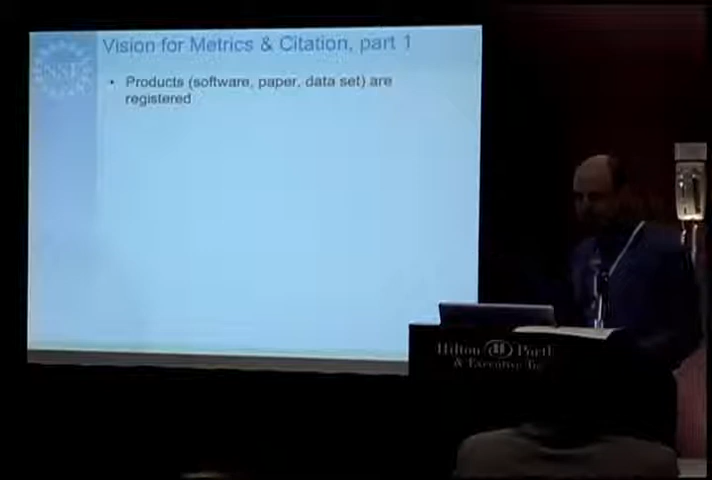 Vision for Metrics & Citation, part 1
• Products (software, paper, data set) are
registered
NSF
Hilton Portl
& Executive To